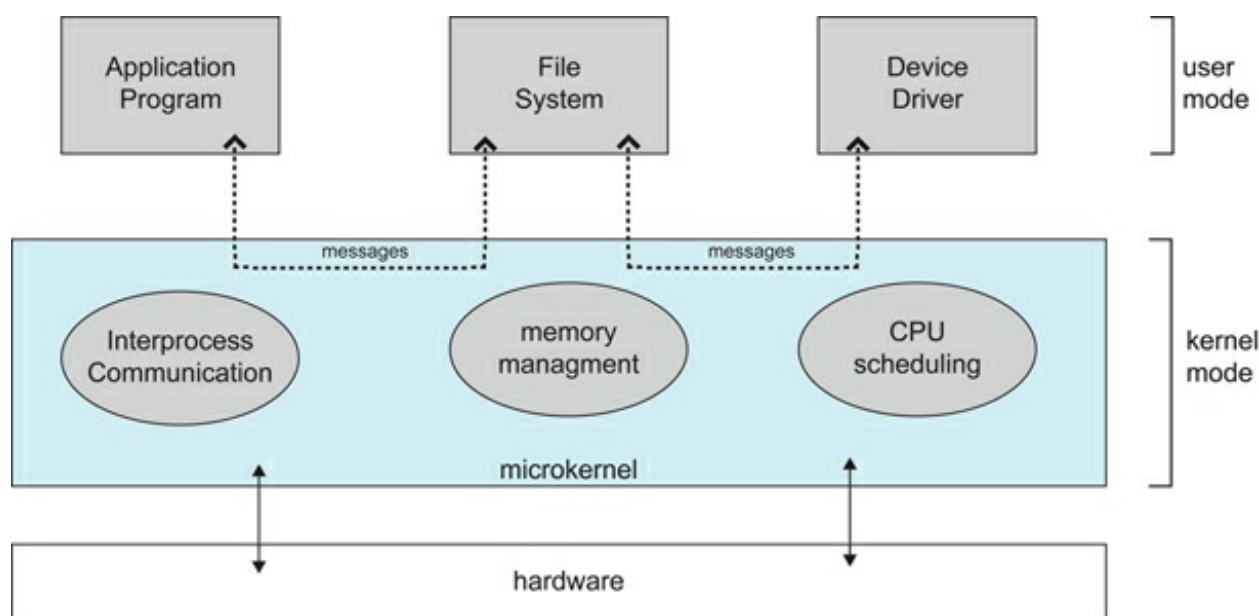 Application
Program
File
System
Device
Driver
user
mode
messages
messages
Interprocess
Communication
memory
managment
CPU
scheduling
kernel
mode
microkernel
hardware